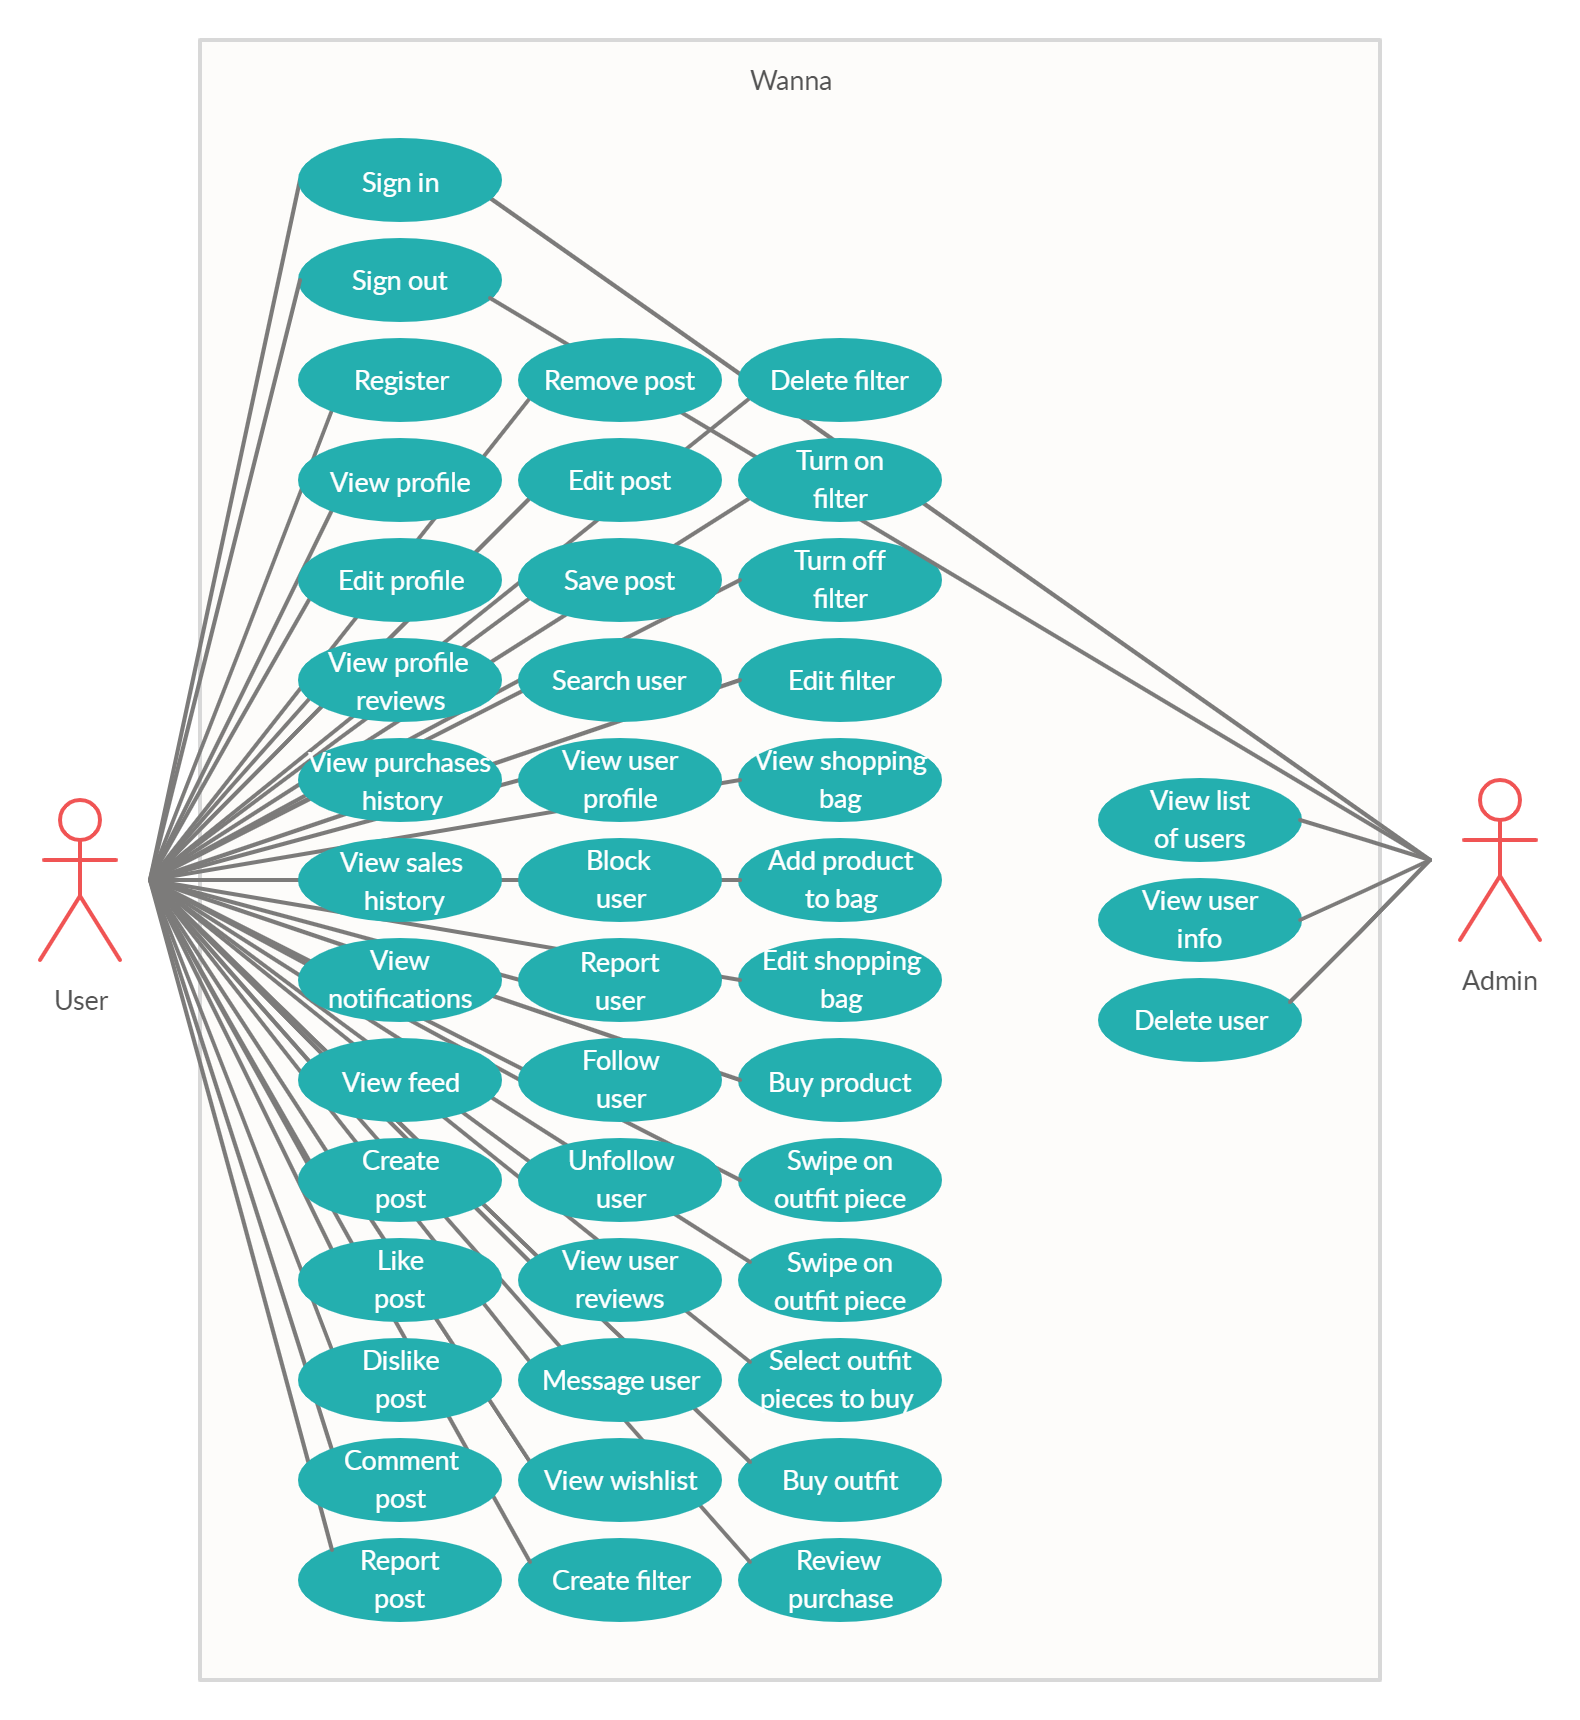 Wanna
Sign in
Sign out
Register
Remove post
Delete filter
View profile
Edit post
Turn on
filter
Edit profile
Save post
Turn off
filter
View profile
reviews
Search user
Edit filter
View purchases
history
View user
profile
View shopping
bag
View list
of users
User
View sales
history
Block
user
Add product
to bag
View user
info
Admin
View
notifications
Report
user
Edit shopping
bag
Delete user
View feed
Follow
user
Buy product
Create
post
Unfollow
user
Swipe on
outfit piece
Like
post
View user
reviews
Swipe on
outfit piece
Dislike
post
Message user
Select outfit
pieces to buy
Comment
post
View wishlist
Buy outfit
Report
post
Create filter
Review
purchase